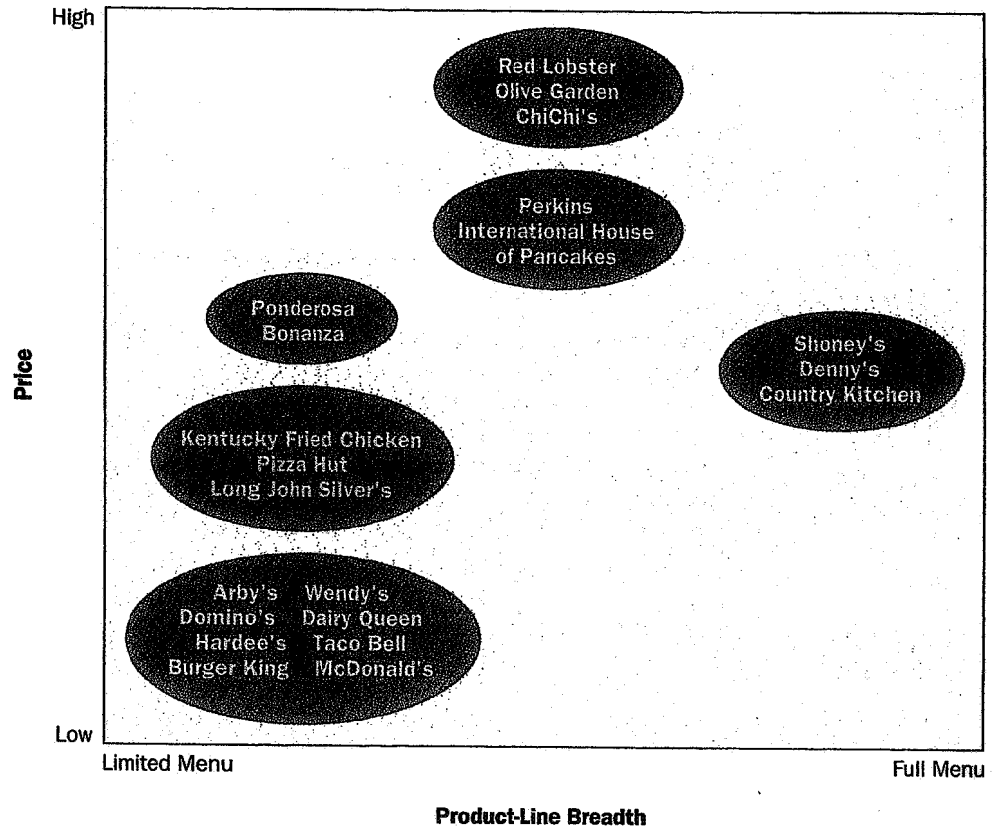 High
Red Lobster
Olive Garden
ChiChi's
Perkins
International House
of Pancakes
Ponderosa
Bonanza
Shoney's
Denny's
Country Kitchen
Price
Kentucky Fried Chicken
Pizza Hut
Long John Silver's
Arby's Wendy's
Domino's Dairy Queen
Hardee's Taco Bell
Burger King McDonald's
Low
Limited Menu
Full Menu
Product-Line Breadth